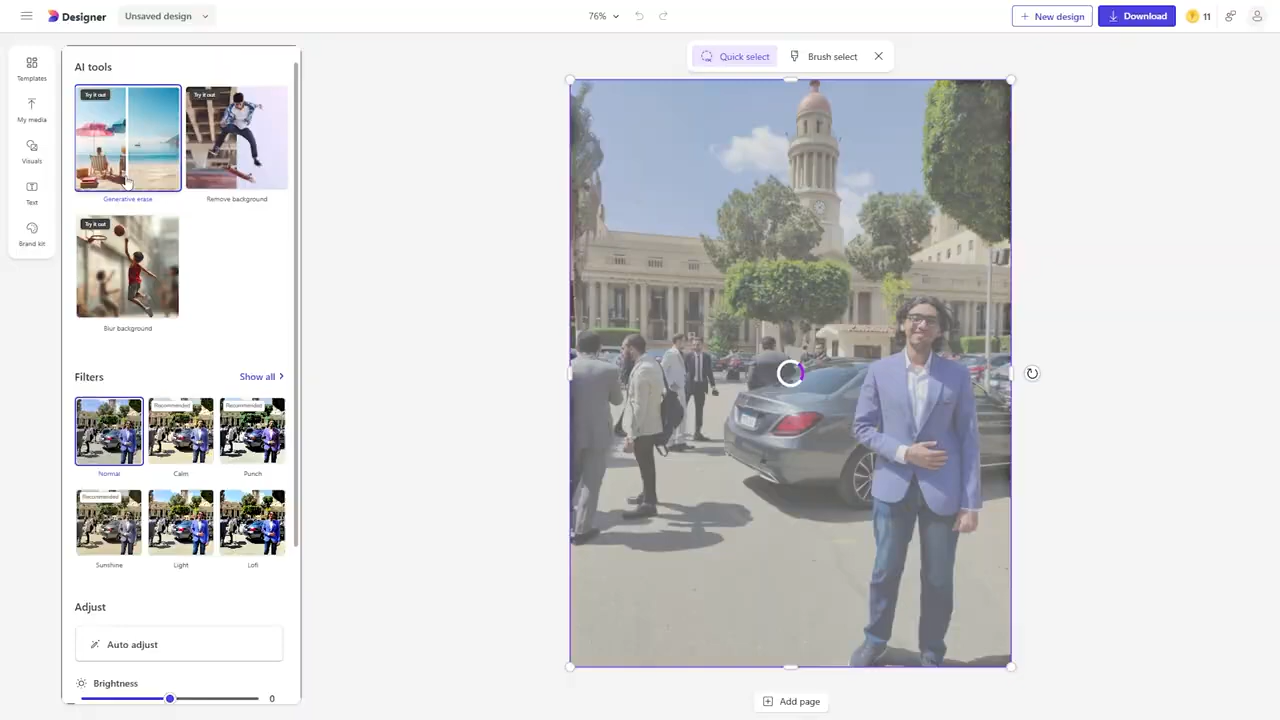 Designer
Unsaved design
76%
New design
Download
11
Templates
My media
Visuals
Text
Brand kit
AI tools
Try it out
Try it out
Generative erase
Remove background
Try it out
Blur background
Filters
Show all
Recommended
Recommended
Normal
Calm
Punch
Recommended
Sunshine
Light
Lofi
Adjust
Auto adjust
Brightness
0
Quick select
Brush select
Add page